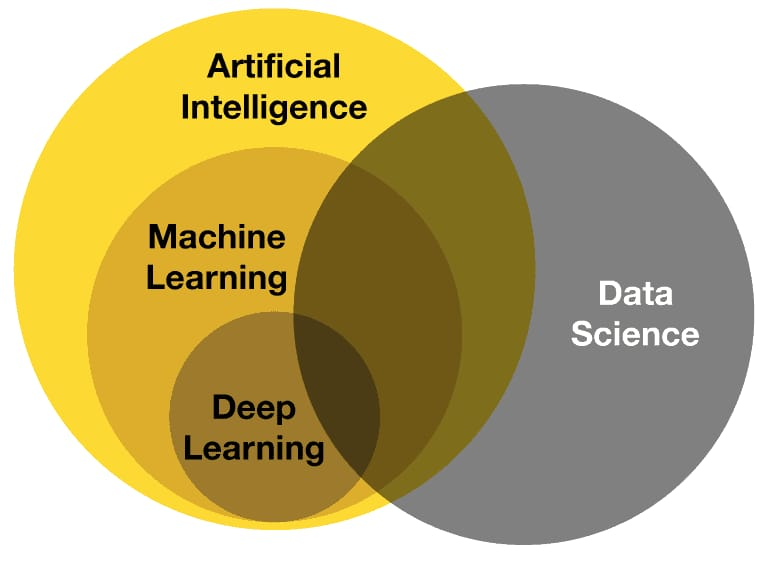 Artificial
Intelligence
Machine
Learning
Data
Science
Deep
Learning